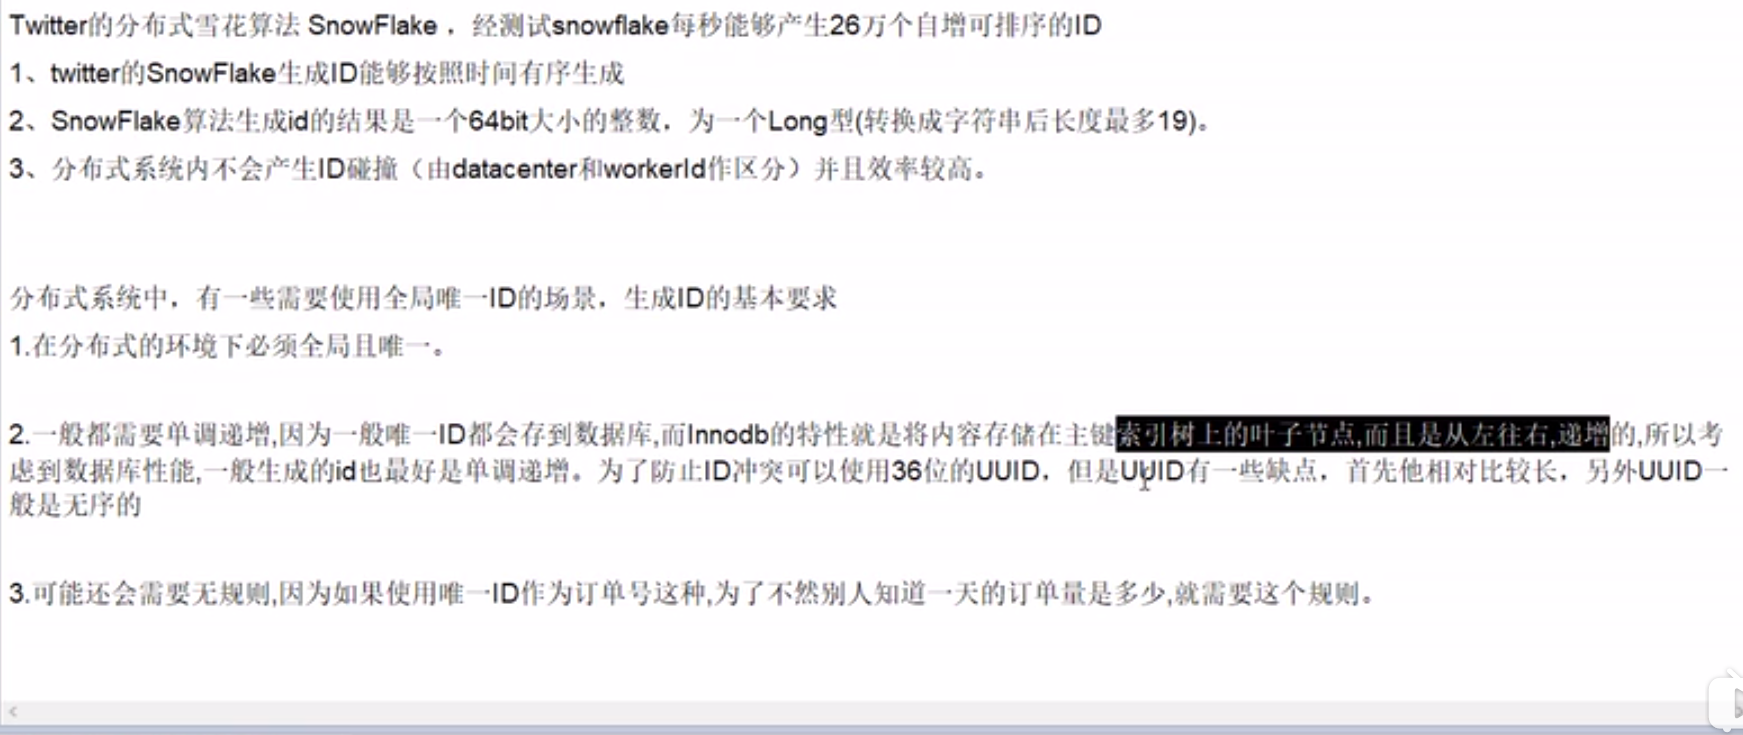 Twitter的分布式雪花算法 SnowFlake ，经测试snowflake每秒能够产生26万个自增可排序的ID
1、twitter的SnowFlake生成ID能够按照时间有序生成
2、SnowFlake算法生成id的结果是一个64bit大小的整数，为一个Long型(转换成字符串后长度最多19)。
3、分布式系统内不会产生ID碰撞（由datacenter和workerId作区分）并且效率较高。
分布式系统中，有一些需要使用全局唯一ID的场景，生成ID的基本要求
1.在分布式的环境下必须全局且唯一。
2.一般都需要单调递增,因为一般唯一ID都会存到数据库,而Innodb的特性就是将内容存储在主键索引树上的叶子节点,而且是从左往右,递增的,所以考
虑到数据库性能,一般生成的id也最好是单调递增。为了防止ID冲突可以使用36位的UUID，但是UUID有一些缺点，首先他相对比较长，另外UUID一
般是无序的
3.可能还会需要无规则,因为如果使用唯一ID作为订单号这种,为了不然别人知道一天的订单量是多少,就需要这个规则。